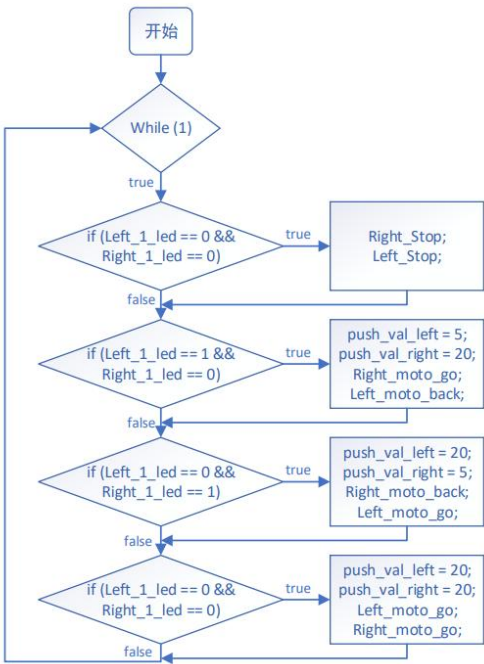 开始
While (1)
true
if (Left_1_led == 0 &&
Right_1_led == 0)
true
Right_Stop;
Left_Stop;
false
if (Left_1_led == 1 &&
Right_1_led == 0)
true
push_val_left = 5;
push_val_right = 20;
Right_moto_go;
Left_moto_back;
false
if (Left_1_led == 0 &&
Right_1_led == 1)
true
push_val_left = 20;
push_val_right = 5;
Right_moto_back;
Left_moto_go;
false
if (Left_1_led == 0 &&
Right_1_led == 0)
true
push_val_left = 20;
push_val_right = 20;
Left_moto_go;
Right_moto_go;
false